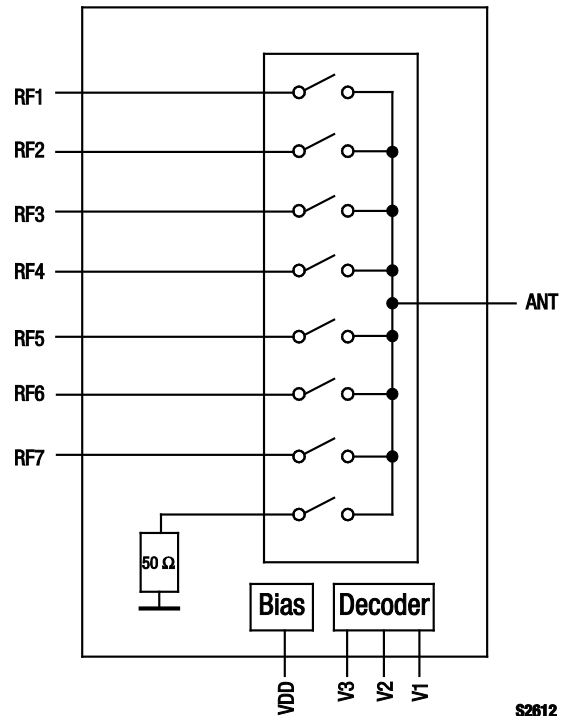 RF1
RF2
RF3
RF4
ANT
RF5
RF6
RF7
50 Ω
Bias
Decoder
VDD
V3
V2
V1
S2612